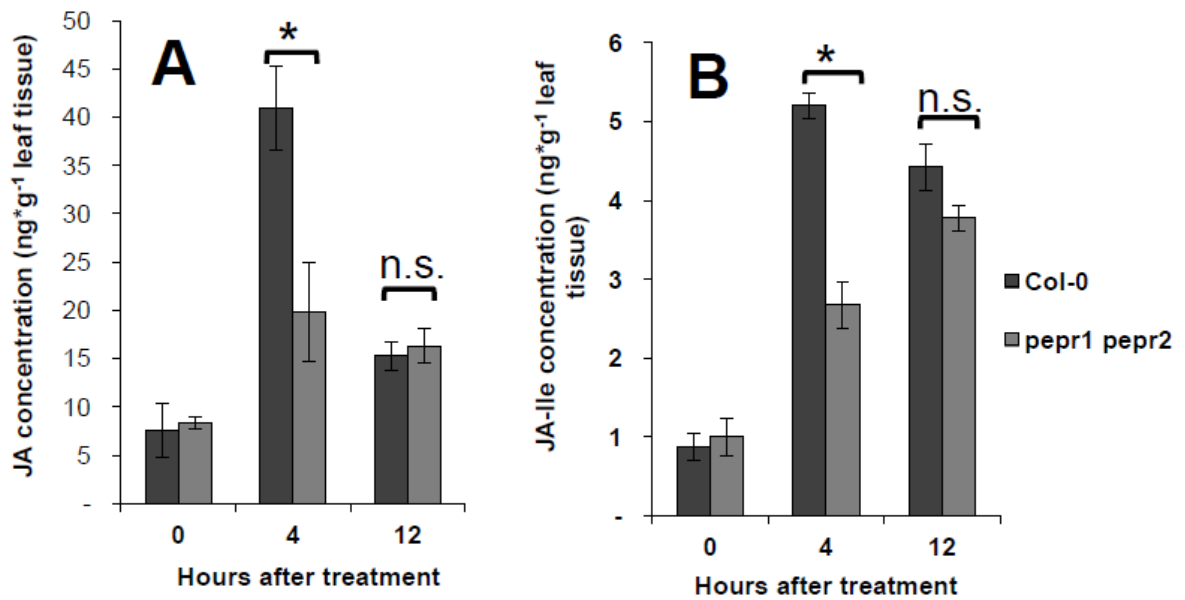 A
JA concentration (ng*g⁻¹ leaf tissue)
50
45
40
35
30
25
20
15
10
5
-
*
n.s.
0 4 12
Hours after treatment
B
JA-Ile concentration (ng*g⁻¹ leaf
tissue)
6
5
4
3
2
1
-
*
n.s.
0 4 12
Hours after treatment
Col-0
pepr1 pepr2